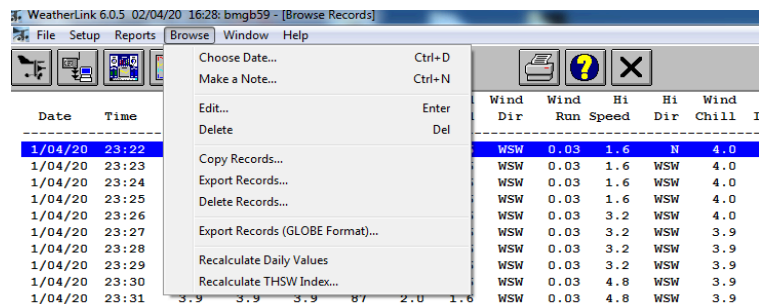 WeatherLink 6.0.5 02/04/20 16:28: bmgb59 - [Browse Records]
File Setup Reports Browse Window Help
Choose Date... Ctrl+D
Make a Note... Ctrl+N
Edit... Enter
Delete Del
Copy Records...
Export Records...
Delete Records...
Export Records (GLOBE Format)...
Recalculate Daily Values
Recalculate THSW Index...
Wind Wind Hi Hi Wind
Date Time Dir Run Speed Dir Chill
1/04/20 23:22 WSW 0.03 1.6 N 4.0
1/04/20 23:23 WSW 0.03 1.6 WSW 4.0
1/04/20 23:24 WSW 0.03 1.6 WSW 4.0
1/04/20 23:25 WSW 0.03 1.6 WSW 4.0
1/04/20 23:26 WSW 0.03 3.2 WSW 4.0
1/04/20 23:27 WSW 0.03 3.2 WSW 3.9
1/04/20 23:28 WSW 0.03 3.2 WSW 3.9
1/04/20 23:29 WSW 0.03 3.2 WSW 3.9
1/04/20 23:30 WSW 0.03 4.8 WSW 3.9
1/04/20 23:31 3.9 3.9 3.9 87 2.0 1.6 WSW 0.03 4.8 WSW 3.9